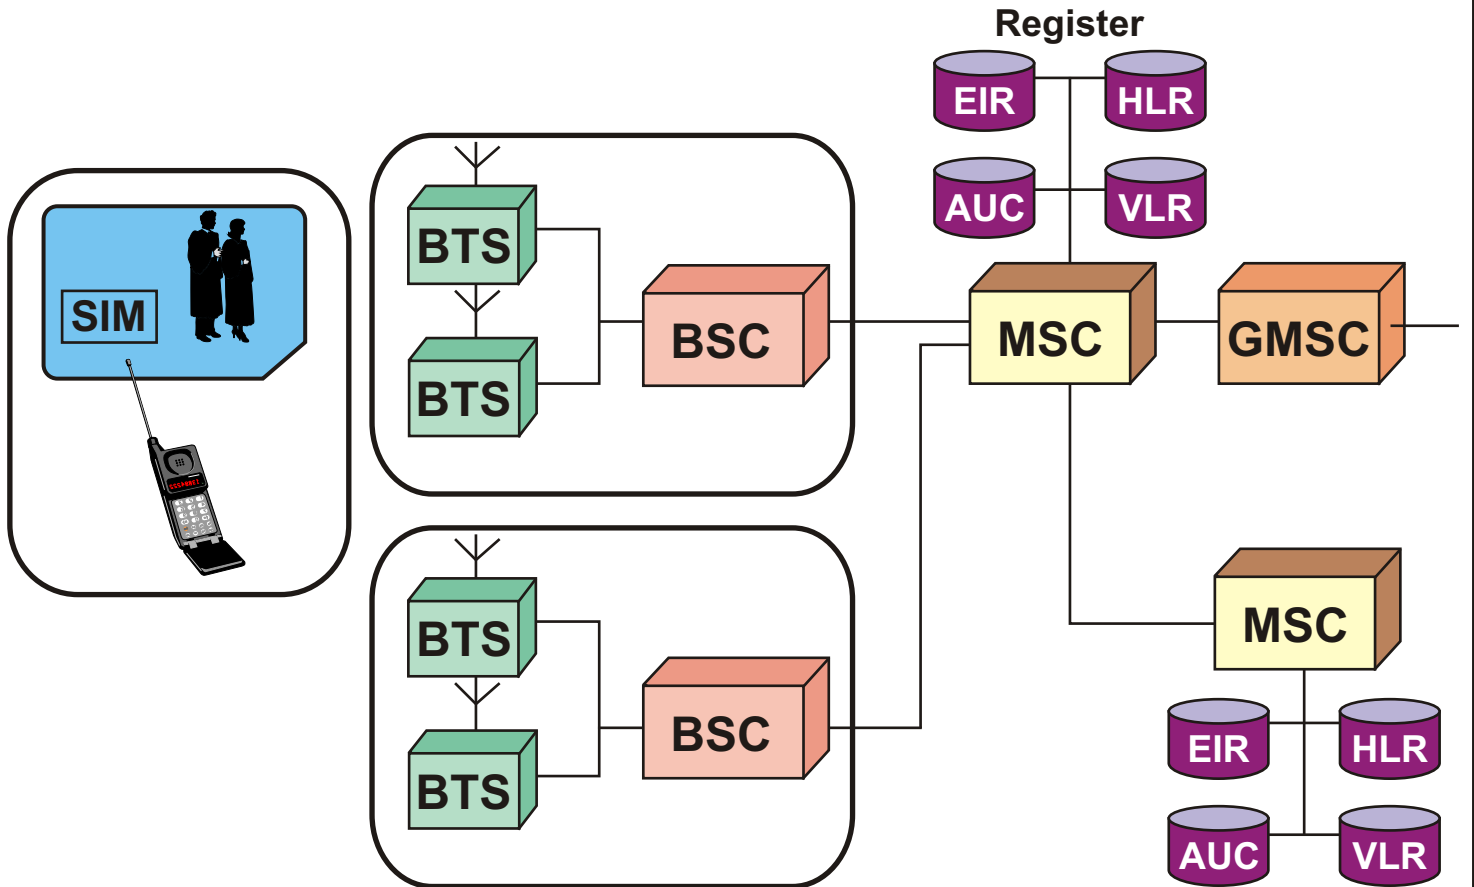 Register
EIR
HLR
AUC
VLR
SIM
BTS
BTS
BSC
MSC
GMSC
BTS
BTS
BSC
MSC
EIR
HLR
AUC
VLR